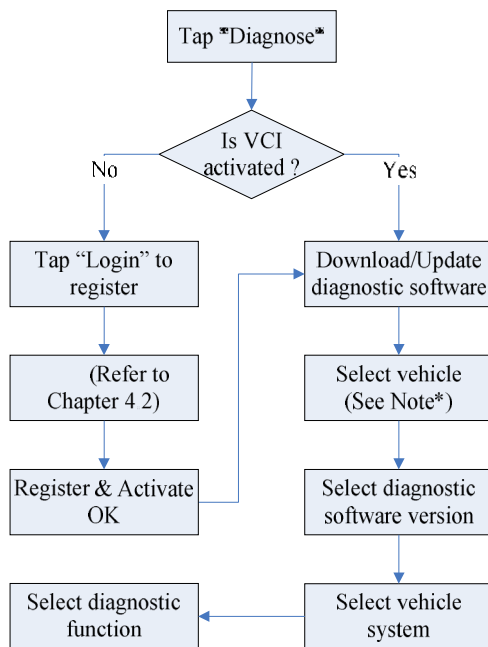 Tap "Diagnose"
Is VCI
activated ?
No
Yes
Tap “Login” to
register
Download/Update
diagnostic software
(Refer to
Chapter 4.2)
Select vehicle
(See Note*)
Register & Activate
OK
Select diagnostic
software version
Select diagnostic
function
Select vehicle
system